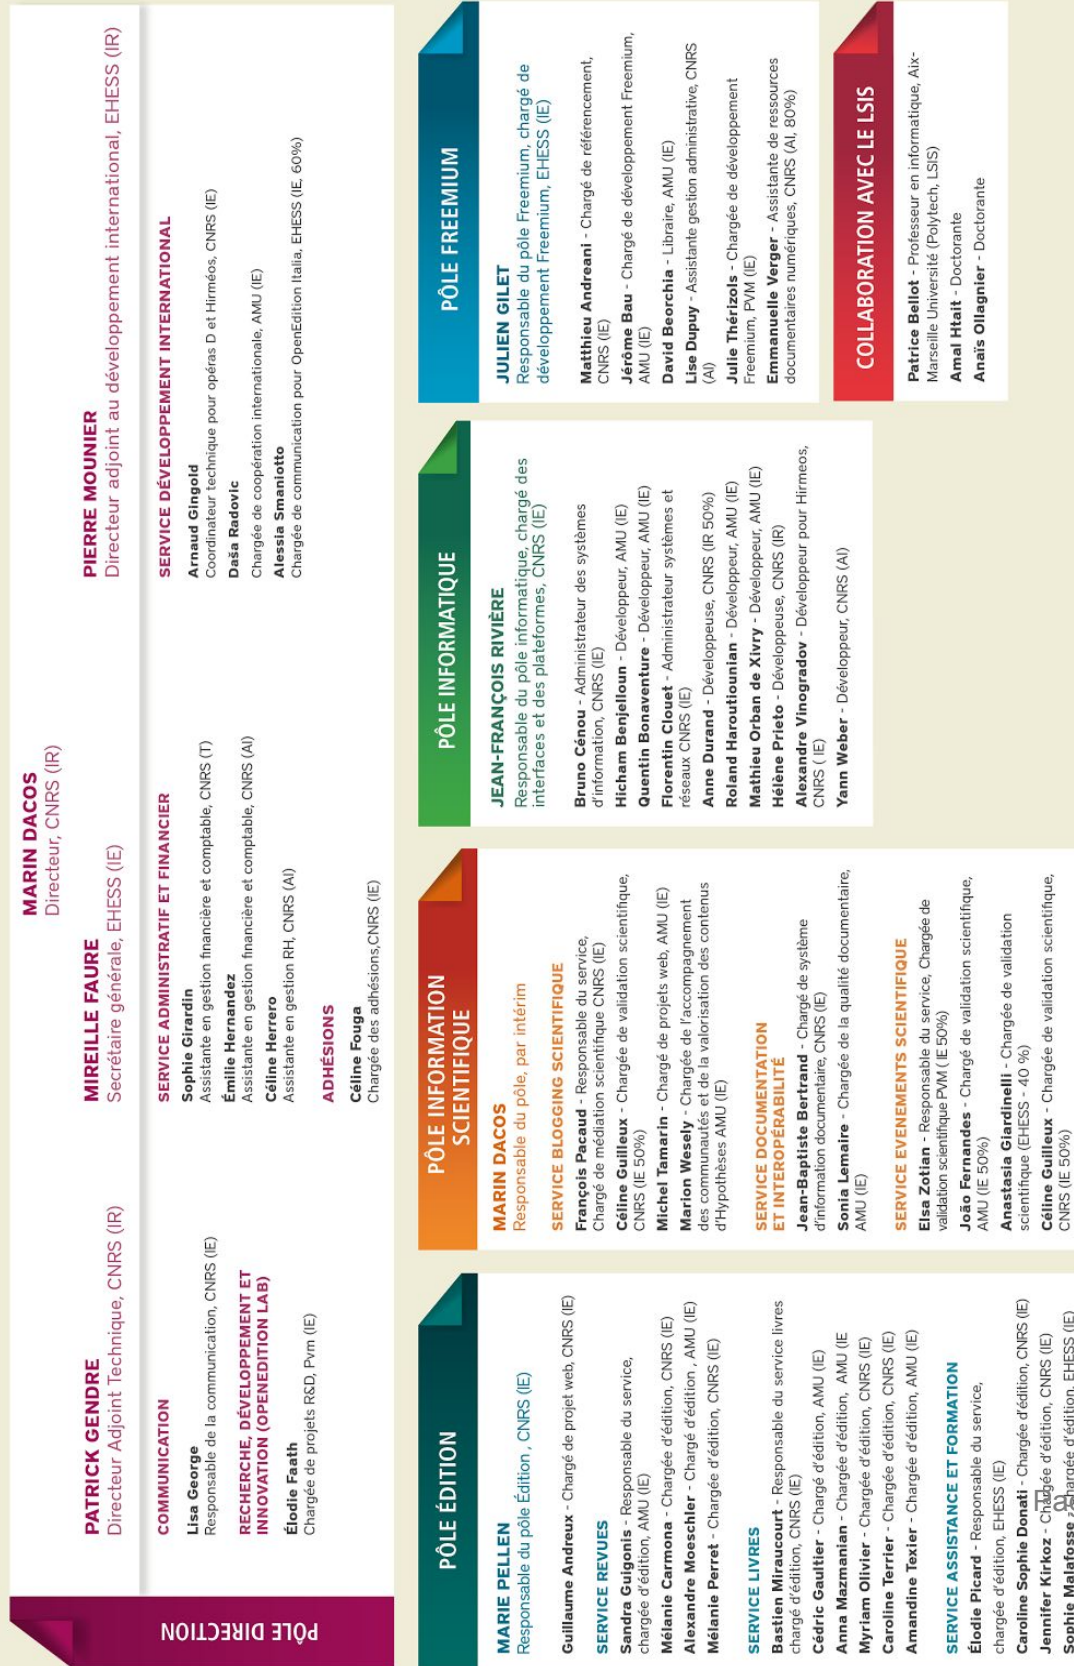 PÔLE DIRECTION
MARIN DACOS
Directeur, CNRS (IR)
PATRICK GENDRE
Directeur Adjoint Technique, CNRS (IR)
COMMUNICATION
Lisa George
Responsable de la communication, CNRS (IE)
RECHERCHE, DÉVELOPPEMENT ET
INNOVATION (OPENEDITION LAB)
Élodie Faath
Chargée de projets R&D, Pvm (IE)
MIREILLE FAURE
Secrétaire générale, EHESS (IE)
SERVICE ADMINISTRATIF ET FINANCIER
Sophie Girardin
Assistante en gestion financière et comptable, CNRS (T)
Émilie Hernandez
Assistante en gestion financière et comptable, CNRS (AI)
Céline Herrero
Assistante en gestion RH, CNRS (AI)
ADHÉSIONS
Céline Fouga
Chargée des adhésions,CNRS (IE)
PIERRE MOUNIER
Directeur adjoint au développement international, EHESS (IR)
SERVICE DÉVELOPPEMENT INTERNATIONAL
Arnaud Gingold
Coordinateur technique pour opéras D et Hirméos, CNRS (IE)
Daša Radovic
Chargée de coopération internationale, AMU (IE)
Alessia Smaniotto
Chargée de communication pour OpenEdition Italia, EHESS (IE, 60%)
PÔLE ÉDITION
MARIE PELLEN
Responsable du pôle Édition , CNRS (IE)
Guillaume Andreux - Chargé de projet web, CNRS (IE)
SERVICE REVUES
Sandra Guigonis - Responsable du service,
chargée d'édition, AMU (IE)
Mélanie Carmona - Chargée d'édition, CNRS (IE)
Alexandre Moeschler - Chargé d'édition , AMU (IE)
Mélanie Perret - Chargée d'édition, CNRS (IE)
SERVICE LIVRES
Bastien Miraucourt - Responsable du service livres
chargé d'édition, CNRS (IE)
Cédric Gaultier - Chargé d'édition, AMU (IE)
Anna Mazmanian - Chargée d'édition, AMU (IE
Myriam Olivier - Chargée d'édition, CNRS (IE)
Caroline Terrier - Chargée d'édition, CNRS (IE)
Amandine Texier - Chargée d'édition, AMU (IE)
SERVICE ASSISTANCE ET FORMATION
Élodie Picard - Responsable du service,
chargée d'édition, EHESS (IE)
Caroline Sophie Donati - Chargée d'édition, CNRS (IE)
Jennifer Kirkoz - Chargée d'édition, CNRS (IE)
Sophie Malafosse - Chargée d'édition, EHESS (IE)
PÔLE INFORMATION
SCIENTIFIQUE
MARIN DACOS
Responsable du pôle, par intérim
SERVICE BLOGGING SCIENTIFIQUE
François Pacaud - Responsable du service,
Chargé de médiation scientifique CNRS (IE)
Céline Guilleux - Chargée de validation scientifique,
CNRS (IE 50%)
Michel Tamarin - Chargé de projets web, AMU (IE)
Marion Wesely - Chargée de l'accompagnement
des communautés et de la valorisation des contenus
d'Hypothèses AMU (IE)
SERVICE DOCUMENTATION
ET INTEROPÉRABILITÉ
Jean-Baptiste Bertrand - Chargé de système
d'information documentaire, CNRS (IE)
Sonia Lemaire - Chargée de la qualité documentaire,
AMU (IE)
SERVICE EVENEMENTS SCIENTIFIQUE
Elsa Zotian - Responsable du service, Chargée de
validation scientifique PVM ( IE 50%)
João Fernandes - Chargé de validation scientifique,
AMU (IE 50%)
Anastasia Giardinelli - Chargée de validation
scientifique (EHESS - 40 %)
Céline Guilleux - Chargée de validation scientifique,
CNRS (IE 50%)
PÔLE INFORMATIQUE
JEAN-FRANÇOIS RIVIÈRE
Responsable du pôle informatique, chargé des
interfaces et des plateformes, CNRS (IE)
Bruno Cénou - Administrateur des systèmes
d'information, CNRS (IE)
Hicham Benjelloun - Développeur, AMU (IE)
Quentin Bonaventure - Développeur, AMU (IE)
Florentin Clouet - Administrateur systèmes et
réseaux CNRS (IE)
Anne Durand - Développeuse, CNRS (IR 50%)
Roland Haroutiounian - Développeur, AMU (IE)
Mathieu Orban de Xivry - Développeur, AMU (IE)
Hélène Prieto - Développeuse, CNRS (IR)
Alexandre Vinogradov - Développeur pour Hirmeos,
CNRS ( IE)
Yann Weber - Développeur, CNRS (AI)
PÔLE FREEMIUM
JULIEN GILET
Responsable du pôle Freemium, chargé de
développement Freemium, EHESS (IE)
Matthieu Andreani - Chargé de référencement,
CNRS (IE)
Jérôme Bau - Chargé de développement Freemium,
AMU (IE)
David Beorchia - Libraire, AMU (IE)
Lise Dupuy - Assistante gestion administrative, CNRS
(AI)
Julie Thérizols - Chargée de développement
Freemium, PVM (IE)
Emmanuelle Verger - Assistante de ressources
documentaires numériques, CNRS (AI, 80%)
COLLABORATION AVEC LE LSIS
Patrice Bellot - Professeur en informatique, Aix-
Marseille Université (Polytech, LSIS)
Amal Htait - Doctorante
Anaïs Ollagnier - Doctorante